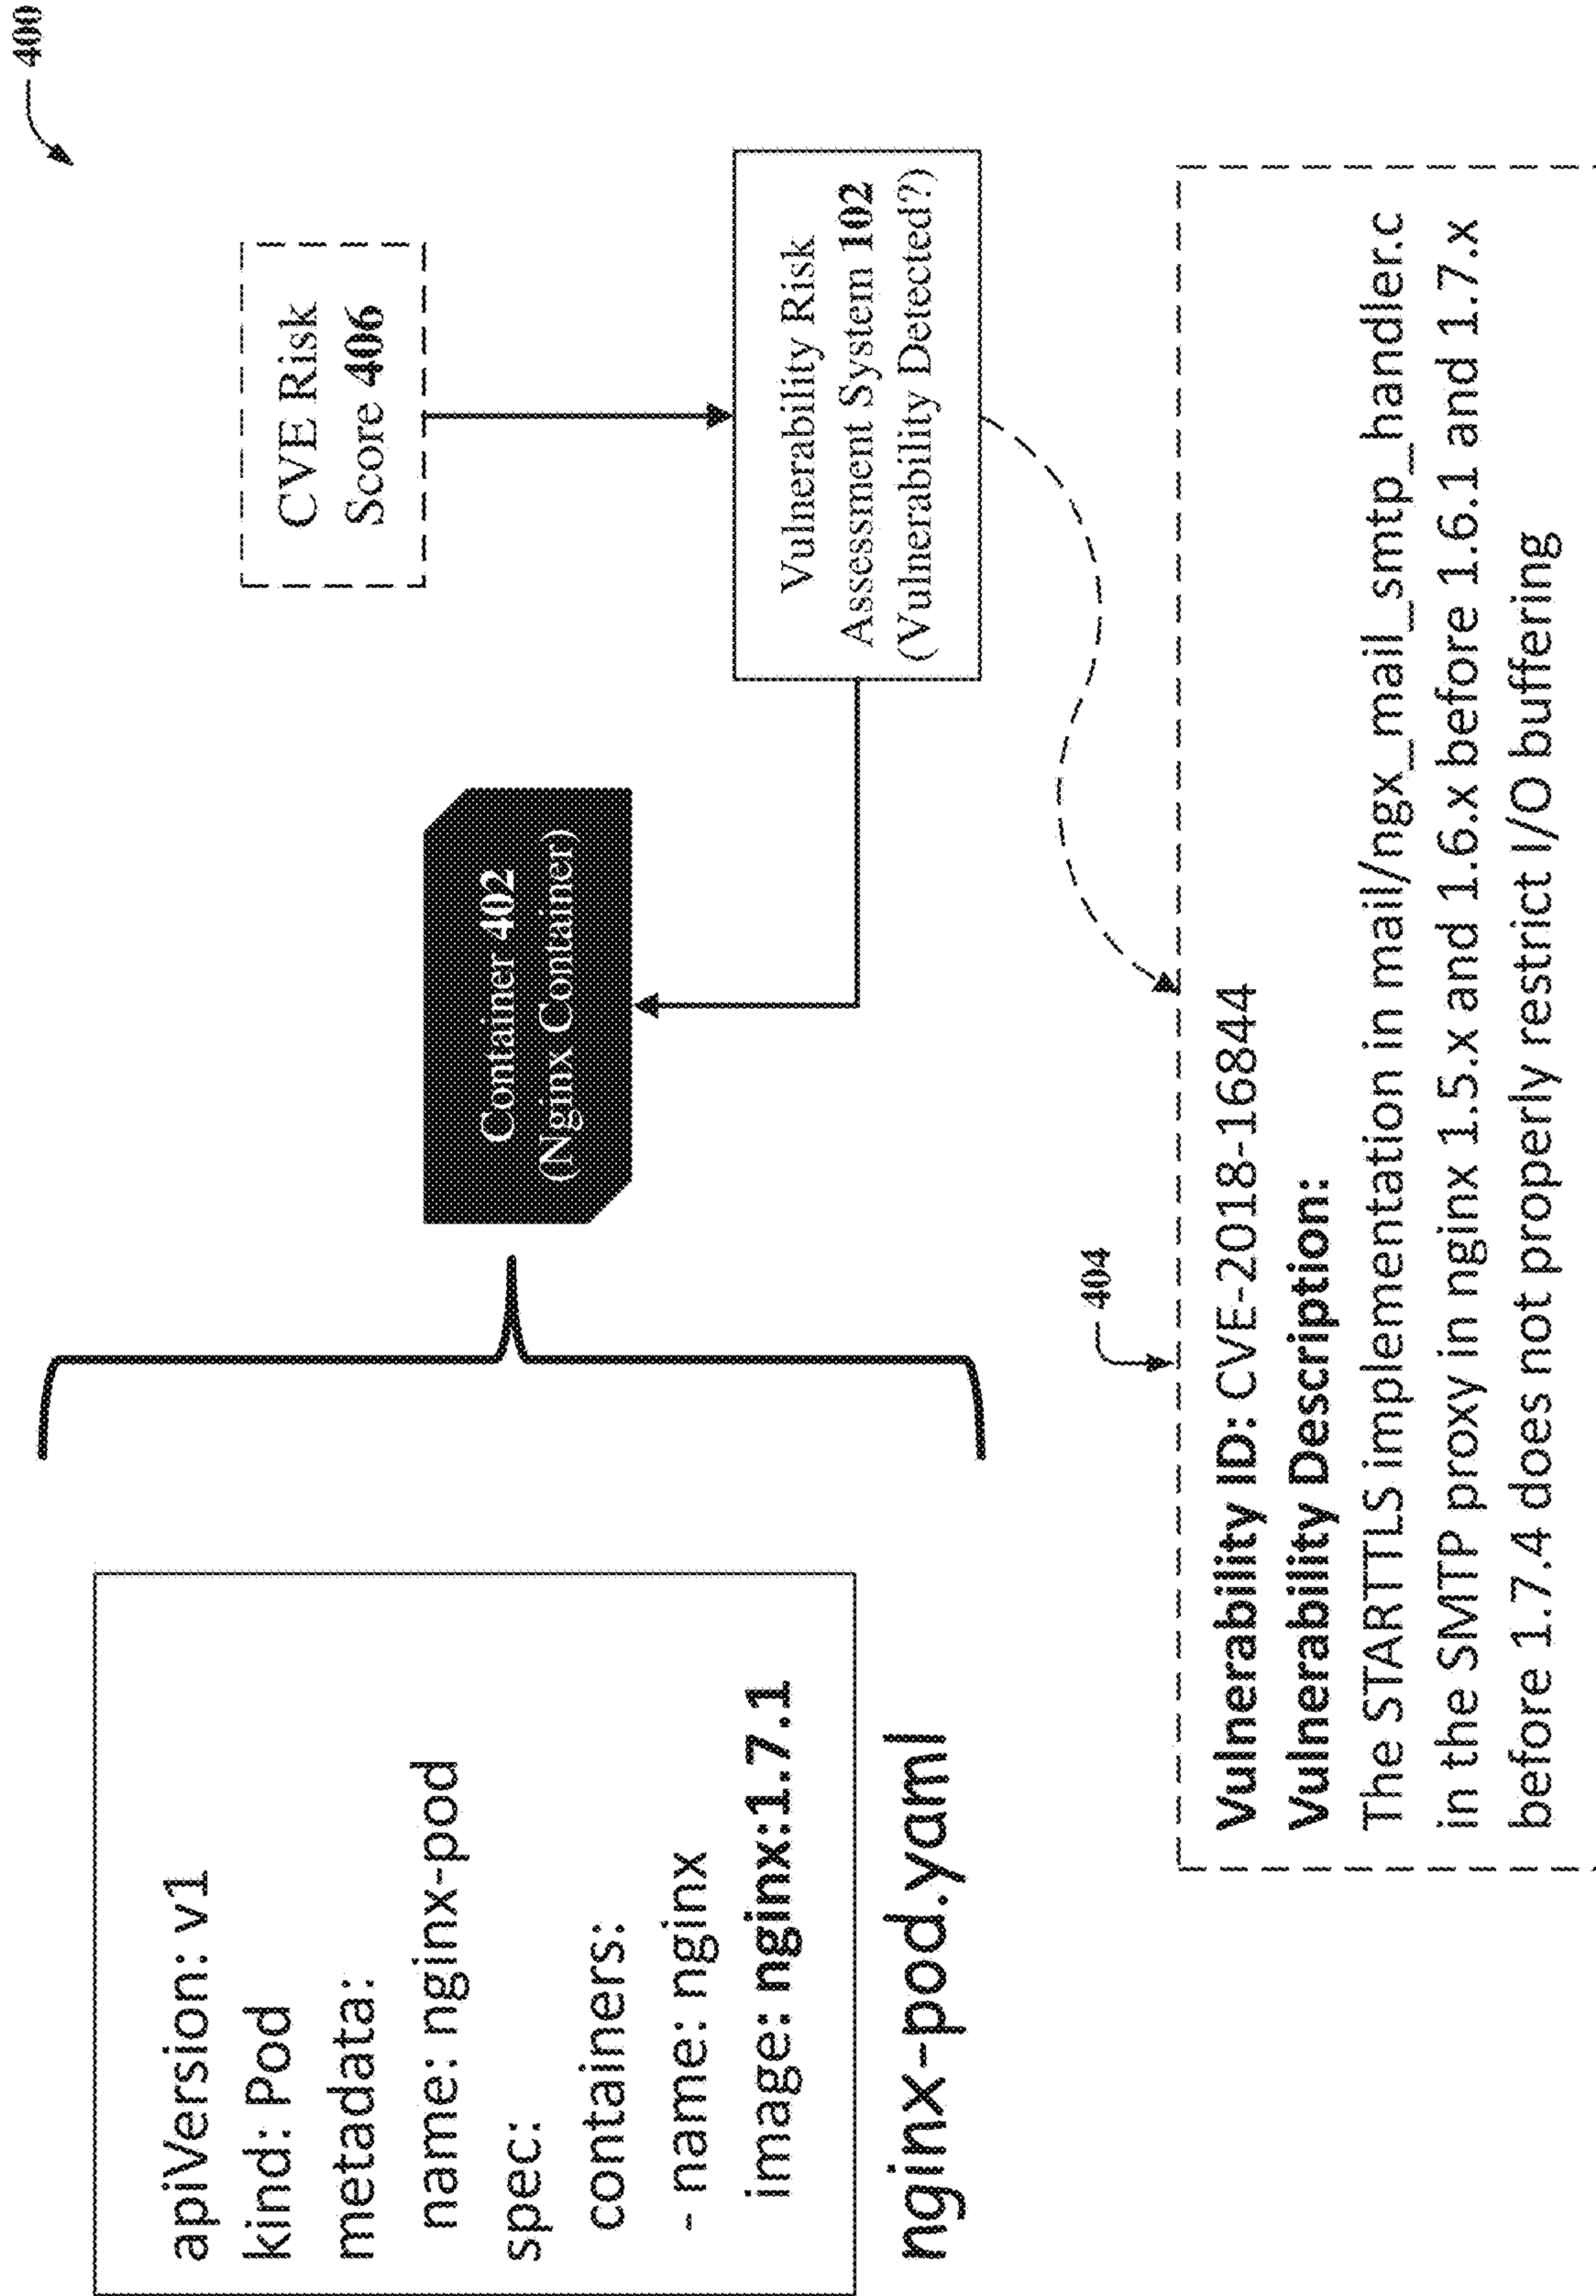 400
apiVersion: v1
kind: Pod
metadata:
name: nginx-pod
spec:
containers:
- name: nginx
image: nginx:1.7.1
nginx-pod.yaml
Container 402
(Nginx Container)
CVE Risk
Score 406
Vulnerability Risk
Assessment System 102
(Vulnerability Detected?)
404
Vulnerability ID: CVE-2018-16844
Vulnerability Description:
The STARTTLS implementation in mail/ngx_mail_smtp_handler.c
in the SMTP proxy in nginx 1.5.x and 1.6.x before 1.6.1 and 1.7.x
before 1.7.4 does not properly restrict I/O buffering